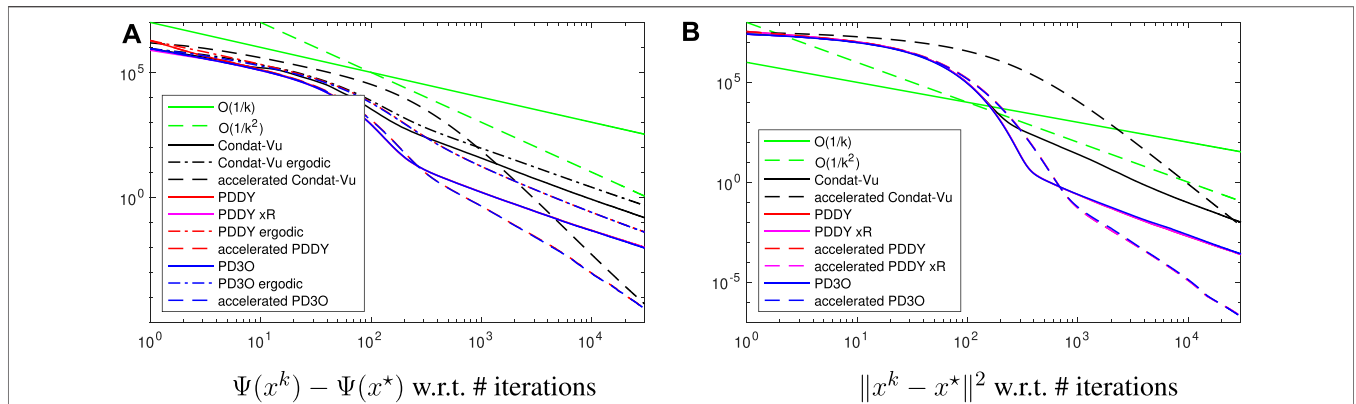 A
10^5
10^0
O(1/k)
O(1/k^2)
Condat-Vu
Condat-Vu ergodic
accelerated Condat-Vu
PDDY
PDDY xR
PDDY ergodic
accelerated PDDY
PD3O
PD3O ergodic
accelerated PD3O
10^0 10^1 10^2 10^3 10^4
Ψ(x^k) − Ψ(x^⋆) w.r.t. # iterations
B
10^5
10^0
10^-5
O(1/k)
O(1/k^2)
Condat-Vu
accelerated Condat-Vu
PDDY
PDDY xR
accelerated PDDY
accelerated PDDY xR
PD3O
accelerated PD3O
10^0 10^1 10^2 10^3 10^4
‖x^k − x^⋆‖^2 w.r.t. # iterations